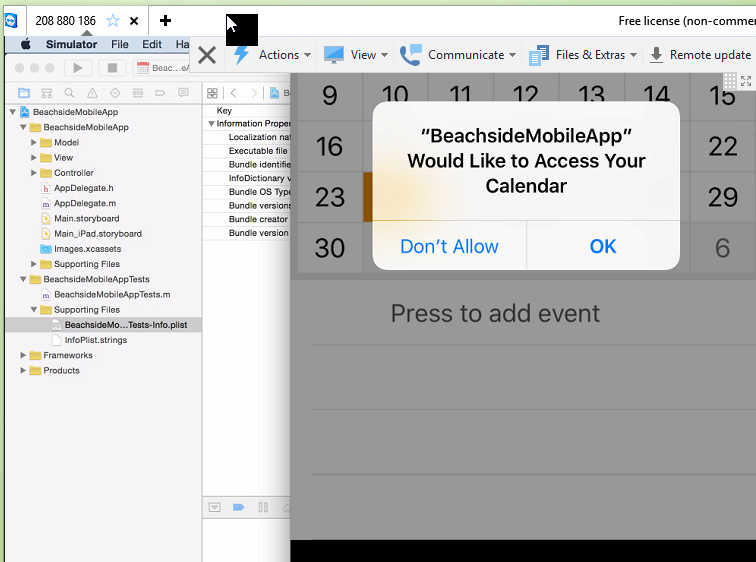 208 880 186
Free license (non-comme
Simulator File Edit Ha
Actions View Communicate Files & Extras Remote update
Beac...eA
BeachsideMobileApp
BeachsideMobileApp
Model
View
Controller
AppDelegate.h
AppDelegate.m
Main.storyboard
Main_iPad.storyboard
Images.xcassets
Supporting Files
BeachsideMobileAppTests
BeachsideMobileAppTests.m
Supporting Files
BeachsideMo...Tests-Info.plist
InfoPlist.strings
Frameworks
Products
Key
Information Proper
Localization nat
Executable file
Bundle identifie
InfoDictionary v
Bundle OS Type
Bundle versions
Bundle creator
Bundle version
9 10 11 12 13 14 15
16 22
23 29
30 6
“BeachsideMobileApp”
Would Like to Access Your
Calendar
Don’t Allow OK
Press to add event